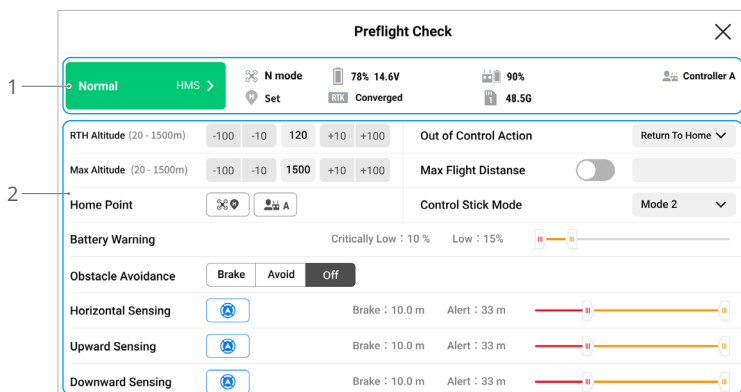 Preflight Check
1
Normal HMS >
N mode 78% 14.6V 90% Controller A
H Set RTK Converged 1 48.5G
2
RTH Altitude (20 - 1500m) -100 -10 120 +10 +100 Out of Control Action Return To Home
Max Altitude (20 - 1500m) -100 -10 1500 +10 +100 Max Flight Distanse
Home Point H A Control Stick Mode Mode 2
Battery Warning Critically Low : 10 % Low : 15%
Obstacle Avoidance Brake Avoid Off
Horizontal Sensing Brake : 10.0 m Alert : 33 m
Upward Sensing Brake : 10.0 m Alert : 33 m
Downward Sensing Brake : 10.0 m Alert : 33 m